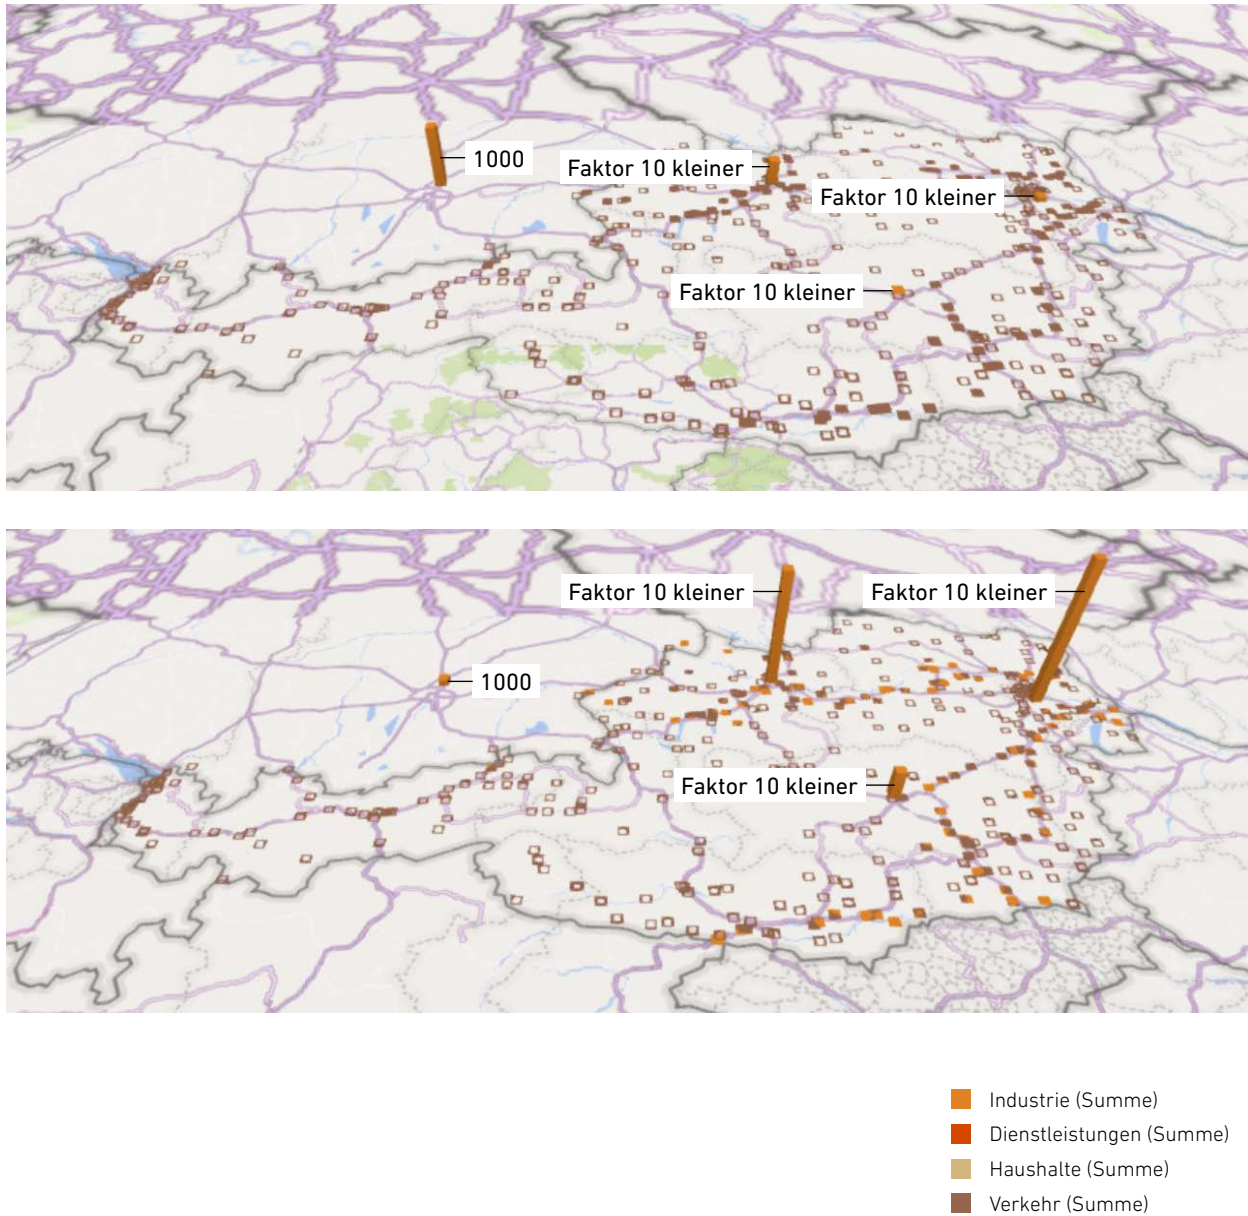 1000
Faktor 10 kleiner
Faktor 10 kleiner
Faktor 10 kleiner
Faktor 10 kleiner
Faktor 10 kleiner
1000
Faktor 10 kleiner
Industrie (Summe)
Dienstleistungen (Summe)
Haushalte (Summe)
Verkehr (Summe)